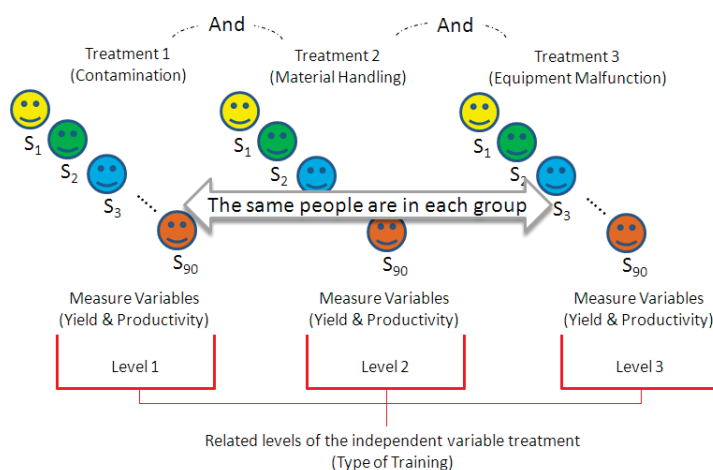 And
And
Treatment 1
(Contamination)
Treatment 2
(Material Handling)
Treatment 3
(Equipment Malfunction)
S1
S2
S3
S90
S1
S2
S90
S1
S2
S3
S90
The same people are in each group
Measure Variables
(Yield & Productivity)
Measure Variables
(Yield & Productivity)
Measure Variables
(Yield & Productivity)
Level 1
Level 2
Level 3
Related levels of the independent variable treatment
(Type of Training)